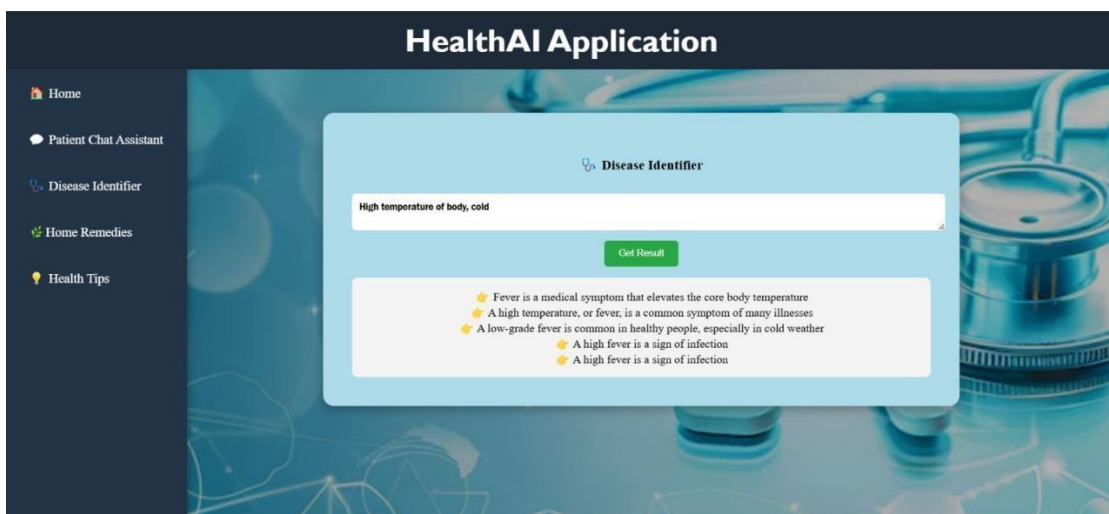 HealthAI Application
🏠 Home
💬 Patient Chat Assistant
🩺 Disease Identifier
🌿 Home Remedies
💡 Health Tips
🩺 Disease Identifier
High temperature of body, cold
Get Result
👉 Fever is a medical symptom that elevates the core body temperature
👉 A high temperature, or fever, is a common symptom of many illnesses
👉 A low-grade fever is common in healthy people, especially in cold weather
👉 A high fever is a sign of infection
👉 A high fever is a sign of infection